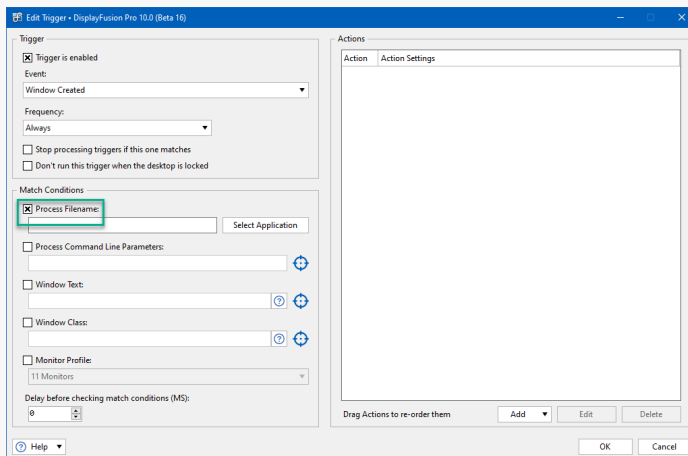 Edit Trigger • DisplayFusion Pro 10.0 (Beta 16)
Trigger
Trigger is enabled
Event:
Window Created
Frequency:
Always
Stop processing triggers if this one matches
Don't run this trigger when the desktop is locked
Match Conditions
Process Filename:
Select Application
Process Command Line Parameters:
Window Text:
Window Class:
Monitor Profile:
11 Monitors
Delay before checking match conditions (MS):
0
Help
Actions
Action Action Settings
Drag Actions to re-order them Add Edit Delete
OK Cancel